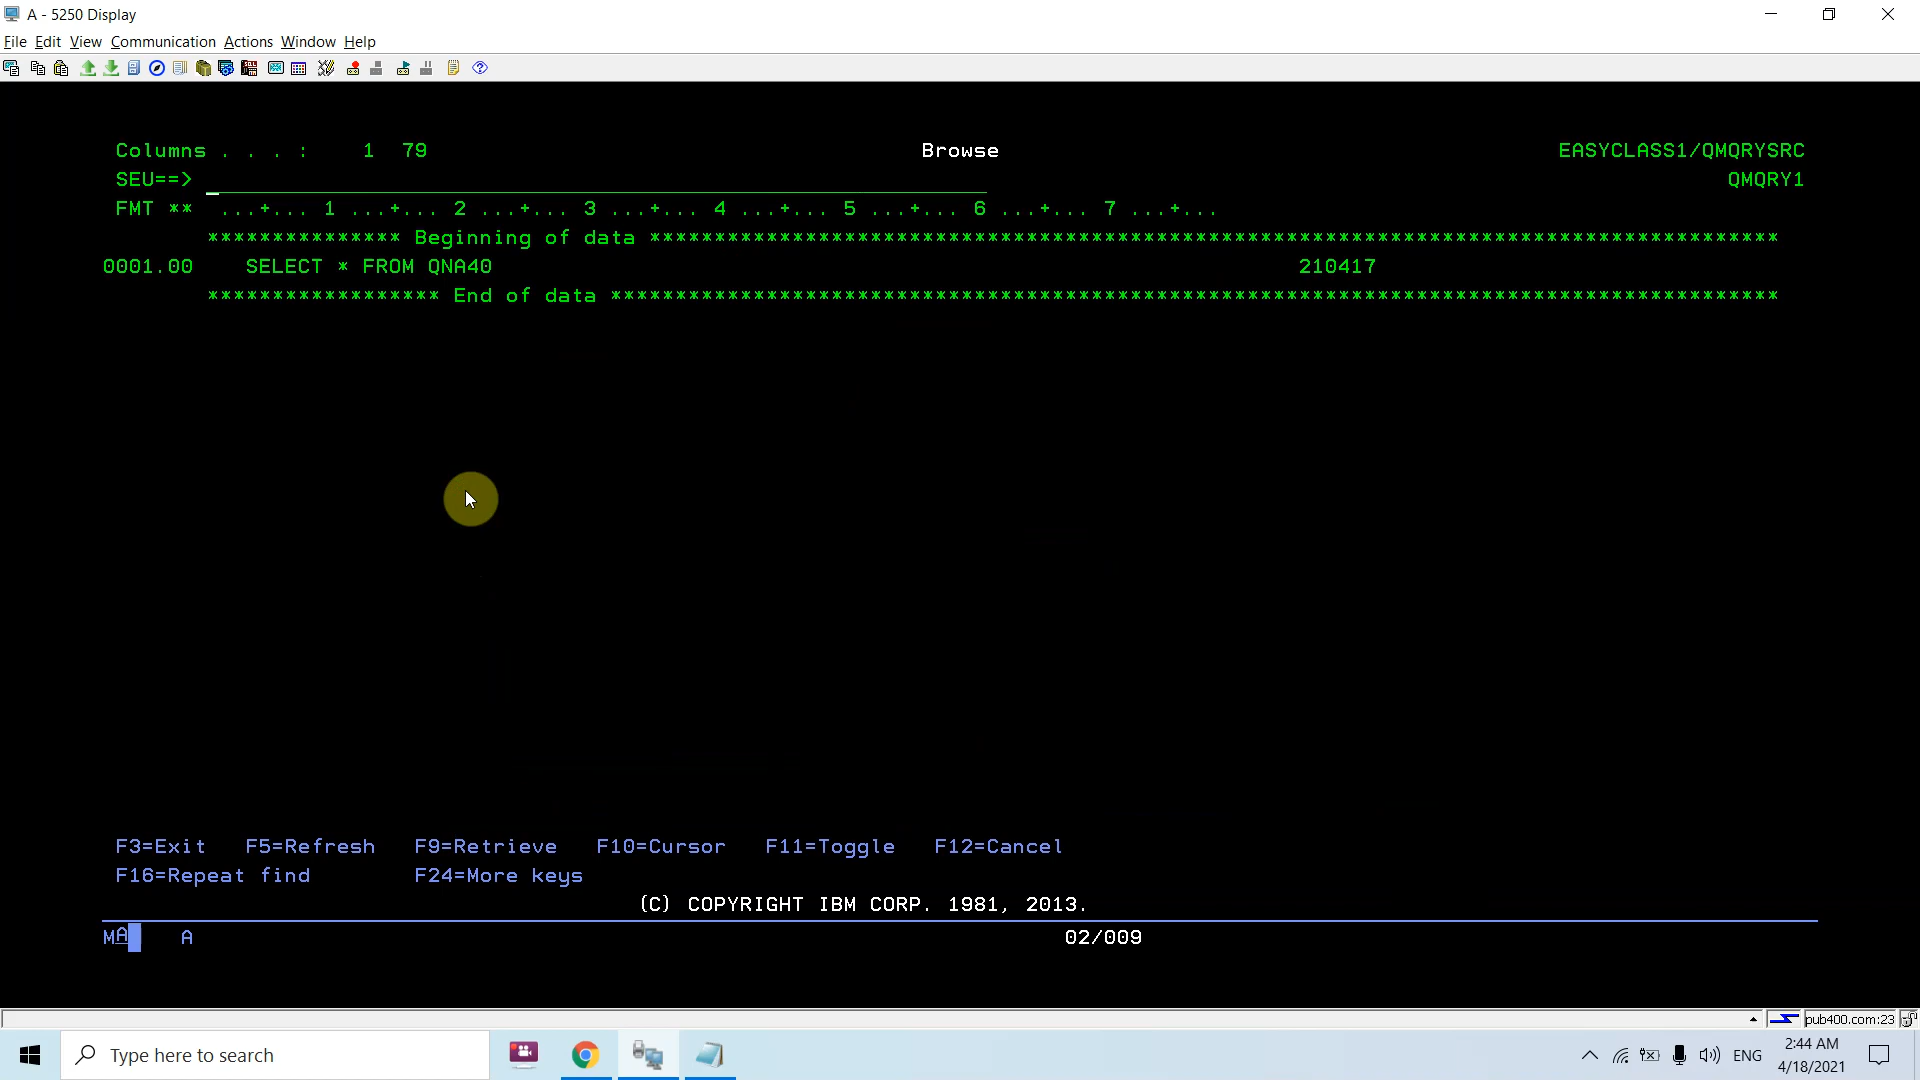 A - 5250 Display
File Edit View Communication Actions Window Help
Columns . . . :    1  79    Browse    EASYCLASS1/QMQRYSRC
SEU==>    QMQRY1
FMT **  ...+... 1 ...+... 2 ...+... 3 ...+... 4 ...+... 5 ...+... 6 ...+... 7 ...+...
*************** Beginning of data ***************************************************************************************
0001.00    SELECT * FROM QNA40    210417
****************** End of data ******************************************************************************************
F3=Exit   F5=Refresh   F9=Retrieve   F10=Cursor   F11=Toggle   F12=Cancel
F16=Repeat find    F24=More keys
(C) COPYRIGHT IBM CORP. 1981, 2013.
MA    A    02/009
pub400.com:23
Type here to search
ENG
2:44 AM
4/18/2021